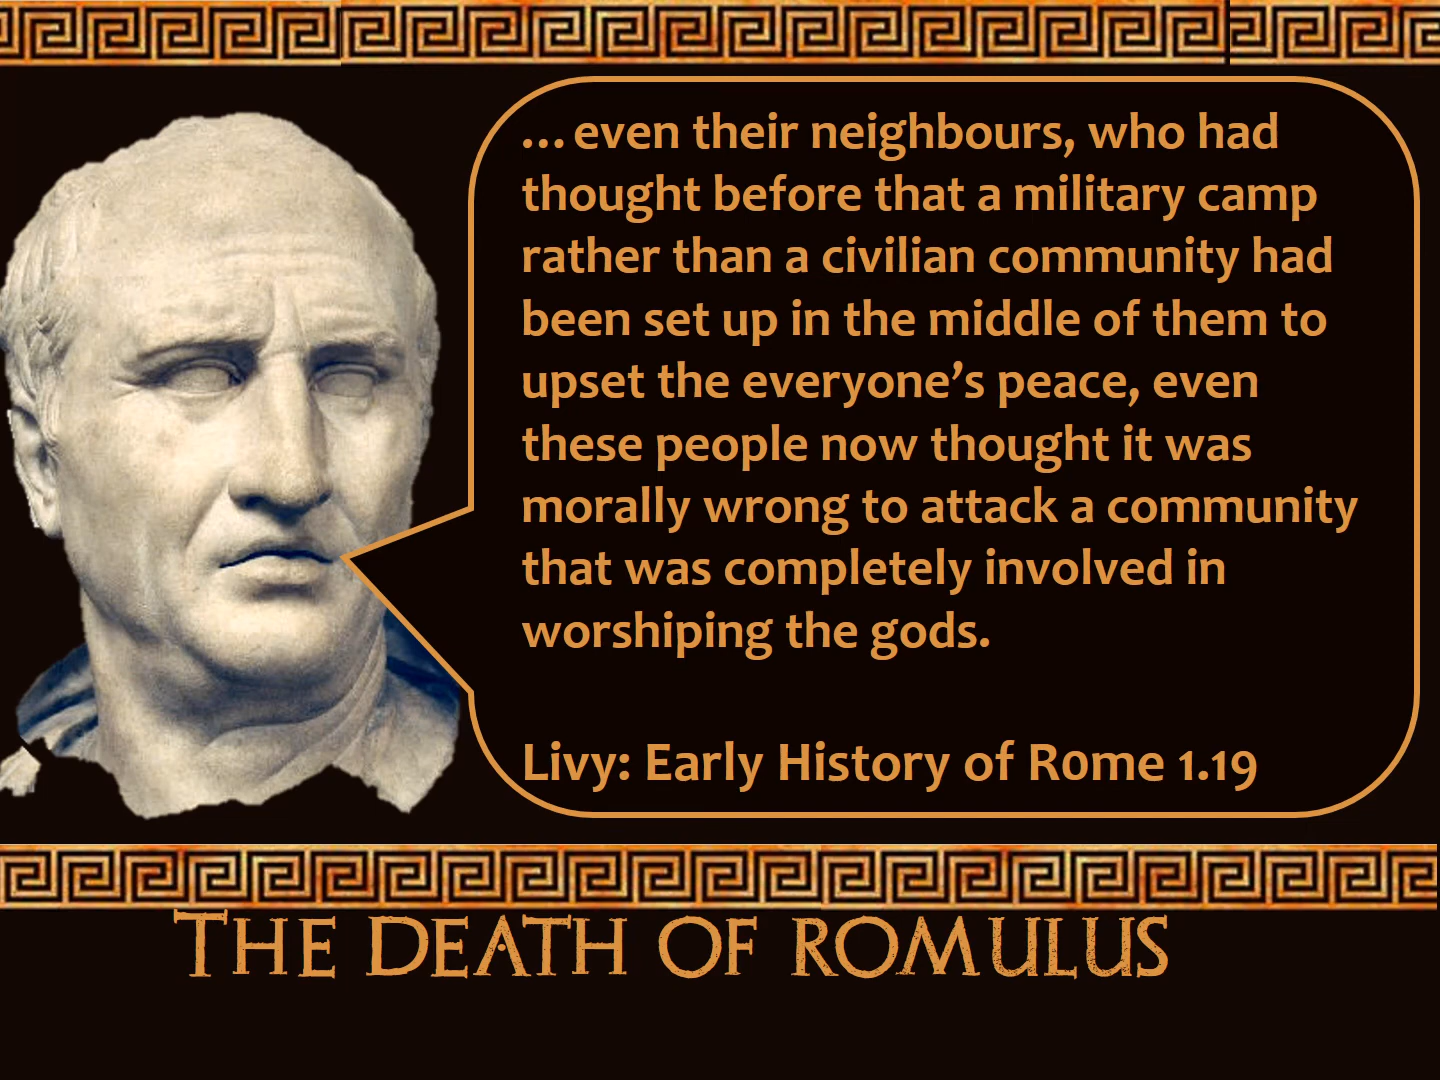 ...even their neighbours, who had
thought before that a military camp
rather than a civilian community had
been set up in the middle of them to
upset the everyone’s peace, even
these people now thought it was
morally wrong to attack a community
that was completely involved in
worshiping the gods.
Livy: Early History of R0me 1.19
THE DEATH OF ROMULUS